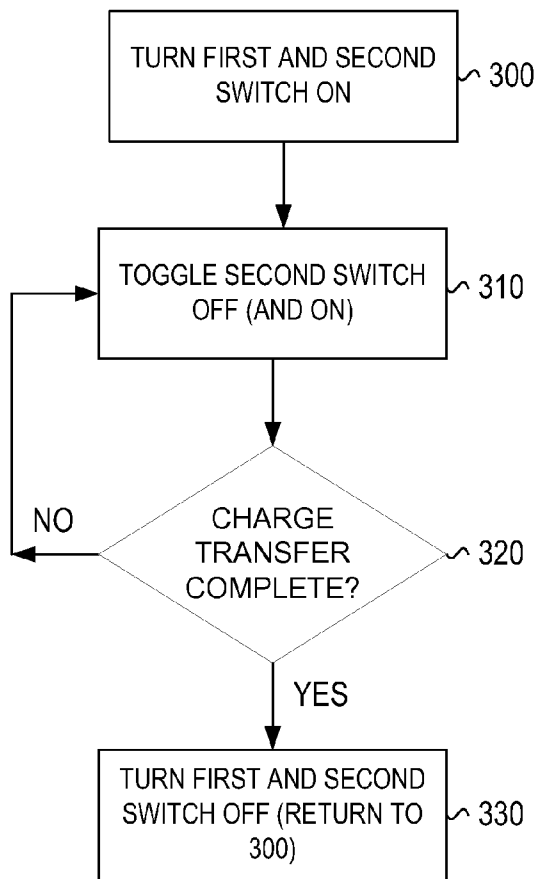 TURN FIRST AND SECOND
SWITCH ON
300
TOGGLE SECOND SWITCH
OFF (AND ON)
310
NO
CHARGE
TRANSFER
COMPLETE?
320
YES
TURN FIRST AND SECOND
SWITCH OFF (RETURN TO
300)
330